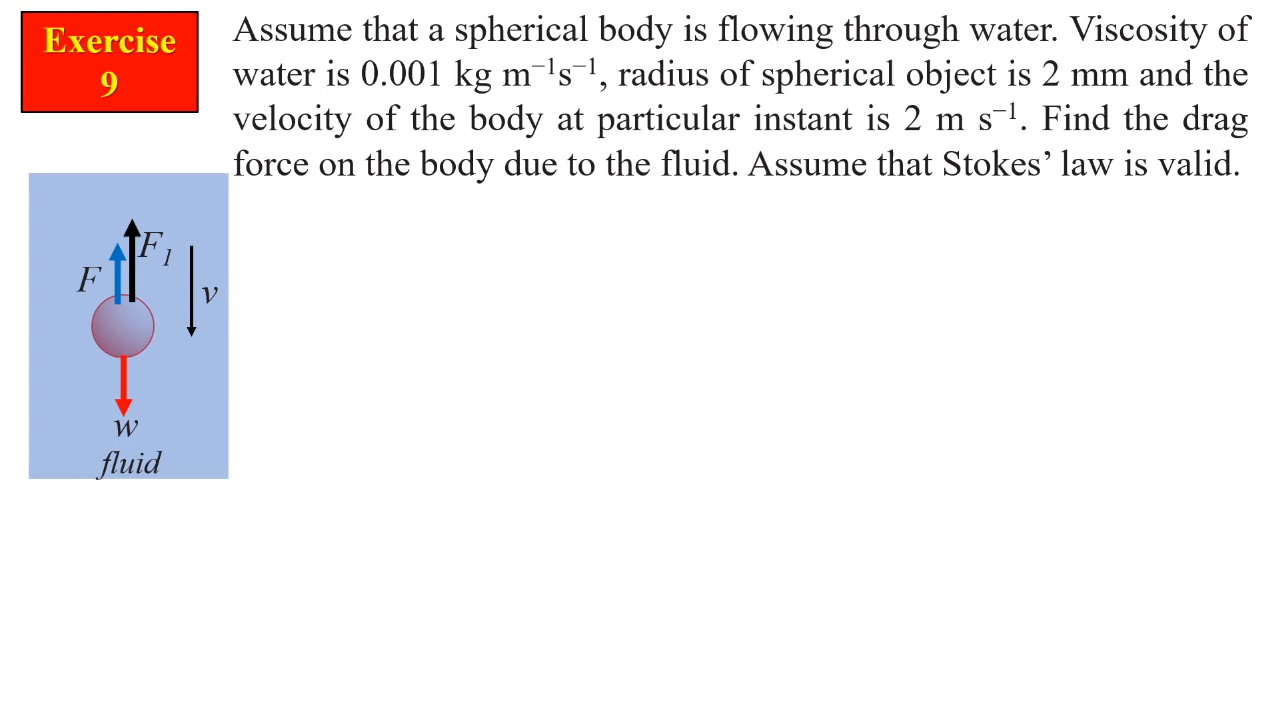 Exercise
9
Assume that a spherical body is flowing through water. Viscosity of
water is 0.001 kg m⁻¹s⁻¹, radius of spherical object is 2 mm and the
velocity of the body at particular instant is 2 m s⁻¹. Find the drag
force on the body due to the fluid. Assume that Stokes’ law is valid.
F₁
F
v
w
fluid